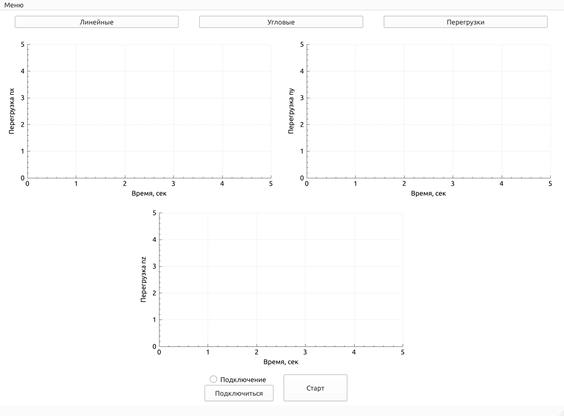 Меню
Линейные
Угловые
Перегрузки
5
4
3
2
1
0
Перегрузка nx
0 1 2 3 4 5
Время, сек
5
4
3
2
1
0
Перегрузка ny
0 1 2 3 4 5
Время, сек
5
4
3
2
1
0
Перегрузка nz
0 1 2 3 4 5
Время, сек
Подключение
Подключиться
Старт